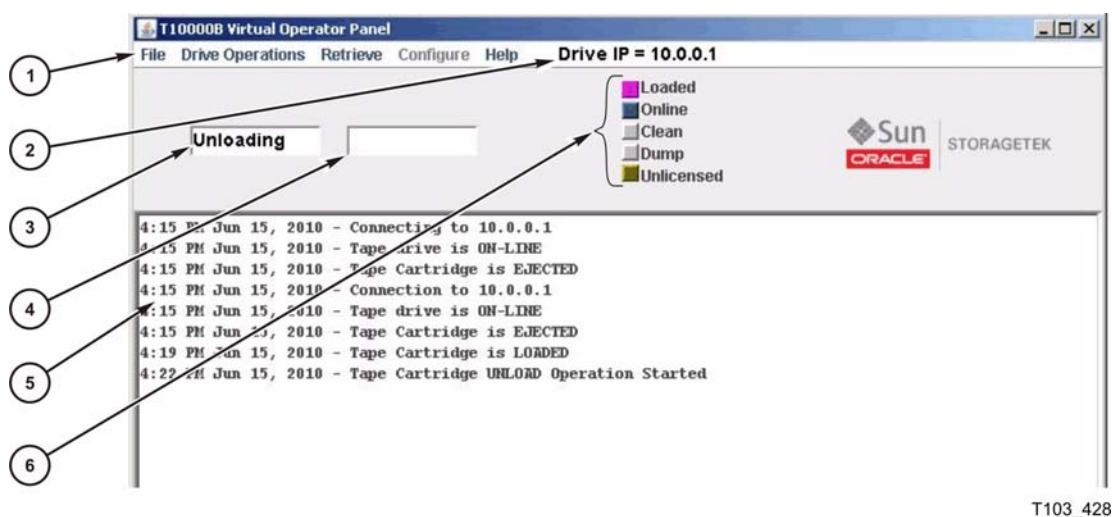 T10000B Virtual Operator Panel
File Drive Operations Retrieve Configure Help Drive IP = 10.0.0.1
1
Loaded
Online
Clean
Dump
Unlicensed
Unloading
Sun
ORACLE
STORAGETEK
2
3
4:15 PM Jun 15, 2010 - Connecting to 10.0.0.1
4:15 PM Jun 15, 2010 - Tape drive is ON-LINE
4:15 PM Jun 15, 2010 - Tape Cartridge is EJECTED
4:15 PM Jun 15, 2010 - Connection to 10.0.0.1
4:15 PM Jun 15, 2010 - Tape drive is ON-LINE
4:15 PM Jun 15, 2010 - Tape Cartridge is EJECTED
4:19 PM Jun 15, 2010 - Tape Cartridge is LOADED
4:22 PM Jun 15, 2010 - Tape Cartridge UNLOAD Operation Started
4
5
6
T103_428